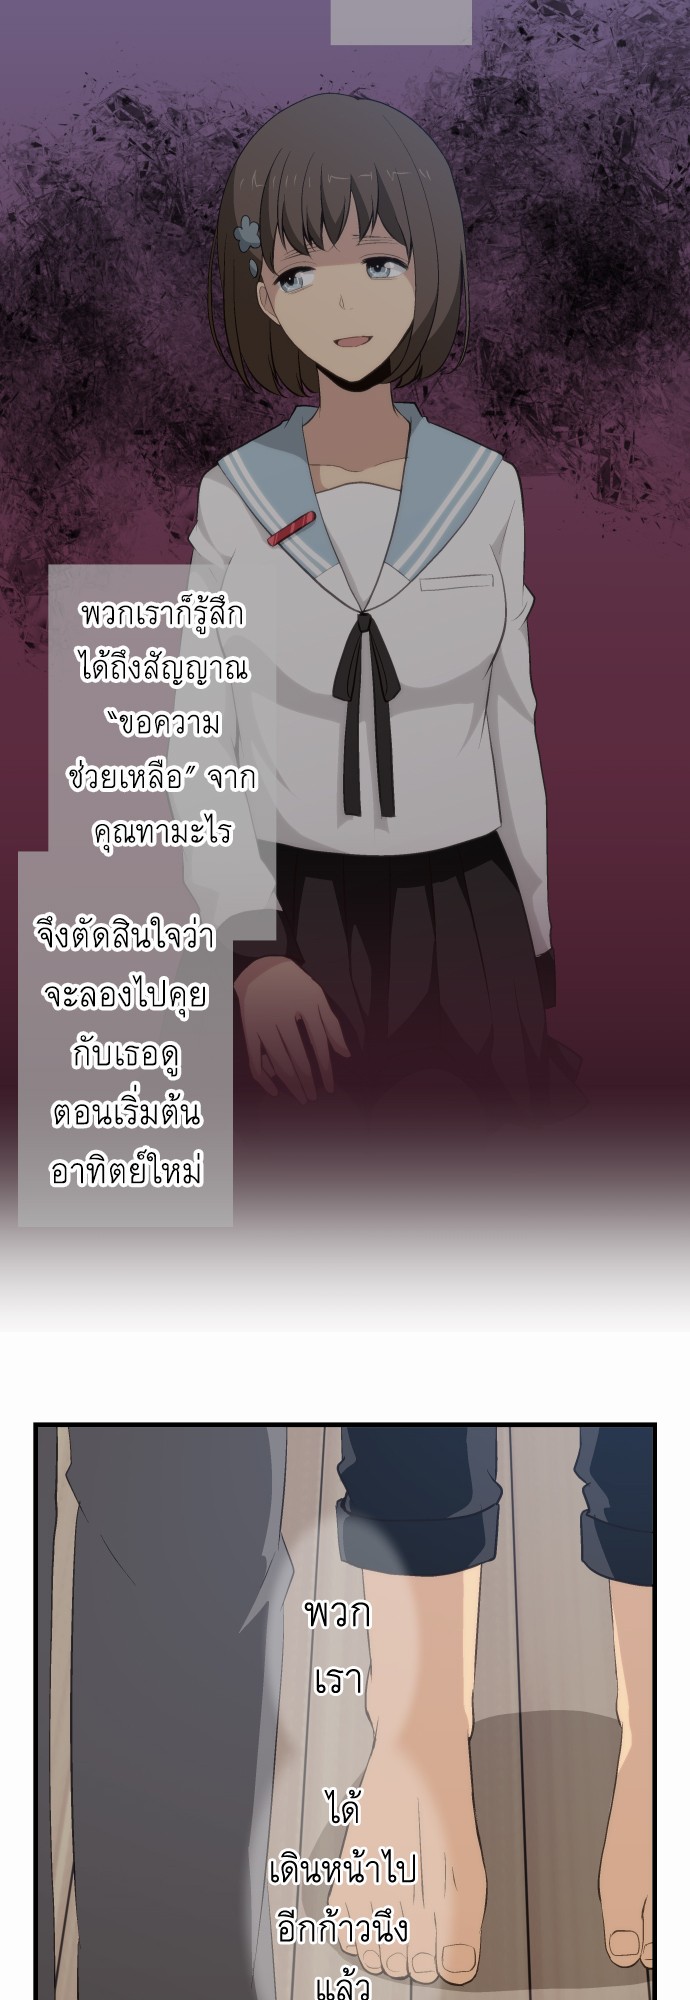 พวกเราก็รู้สึก
ได้ถึงสัญญาณ
“ขอความ
ช่วยเหลือ” จาก
คุณทามะไร
จึงตัดสินใจว่า
จะลองไปคุย
กับเธอดู
ตอนเริ่มต้น
อาทิตย์ใหม่
พวก
เรา
ได้
เดินหน้าไป
อีกก้าวนึง
แล้ว